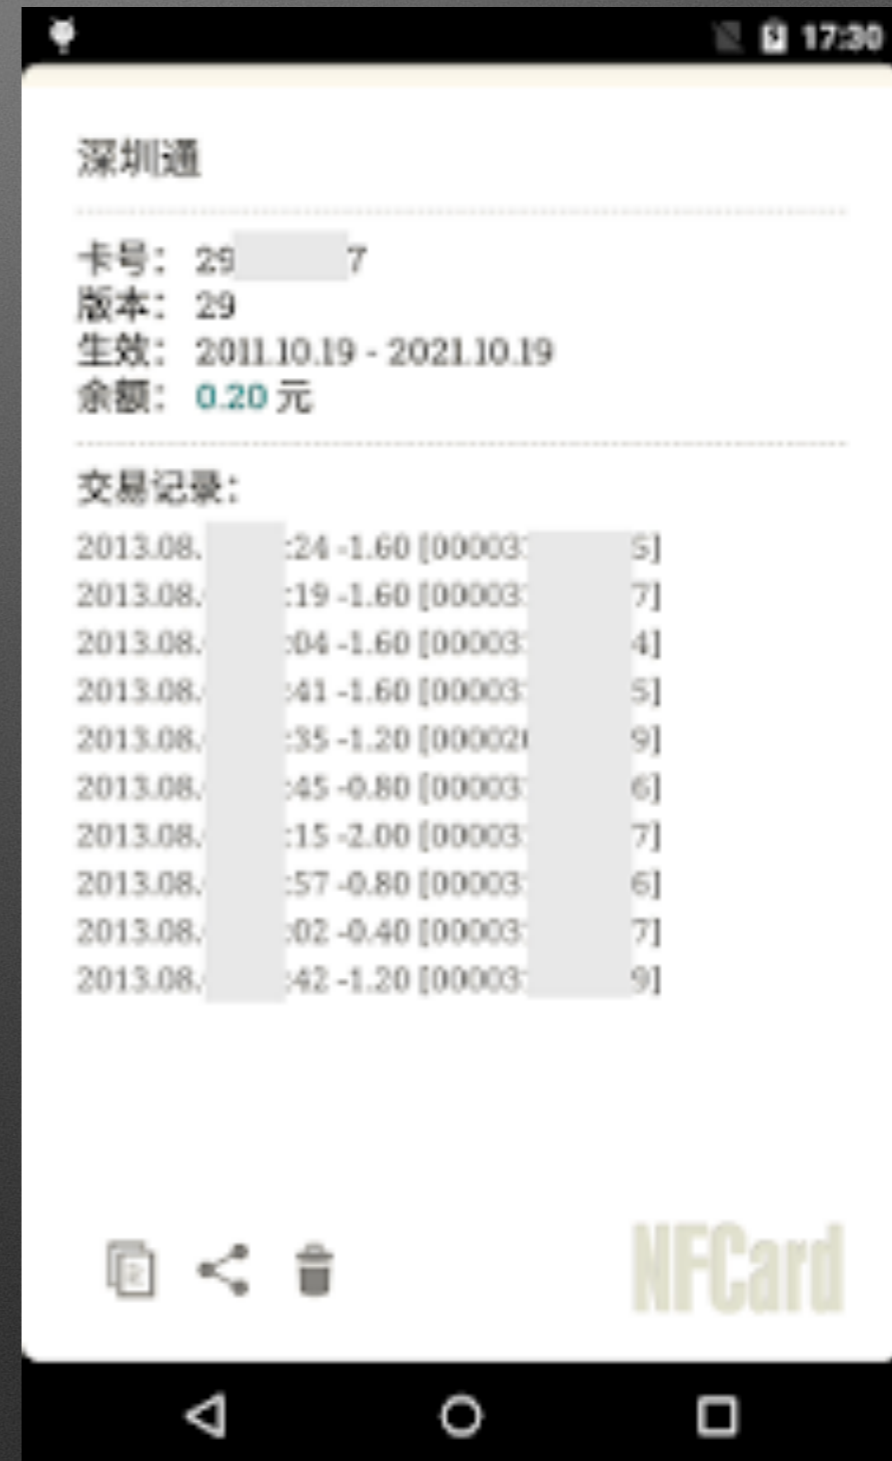 17:30
深圳通
卡号： 29 7
版本： 29
生效： 2011.10.19 - 2021.10.19
余额： 0.20 元
交易记录：
2013.08. :24 -1.60 [00003 5]
2013.08. :19 -1.60 [00003 7]
2013.08. :04 -1.60 [00003 4]
2013.08. :41 -1.60 [00003 5]
2013.08. :35 -1.20 [00002 9]
2013.08. :45 -0.80 [00003 6]
2013.08. :15 -2.00 [00003 7]
2013.08. :57 -0.80 [00003 6]
2013.08. :02 -0.40 [00003 7]
2013.08. :42 -1.20 [00003 9]
NFCard